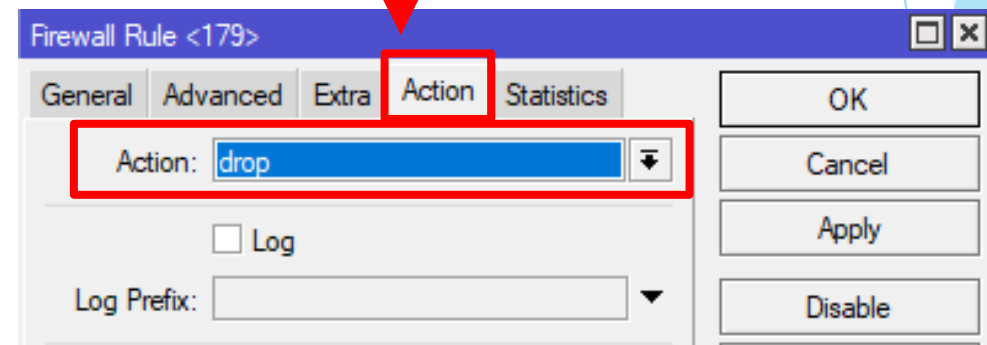 Firewall Rule <179>
General Advanced Extra Action Statistics
OK
Action: drop
Cancel
Log
Apply
Log Prefix:
Disable